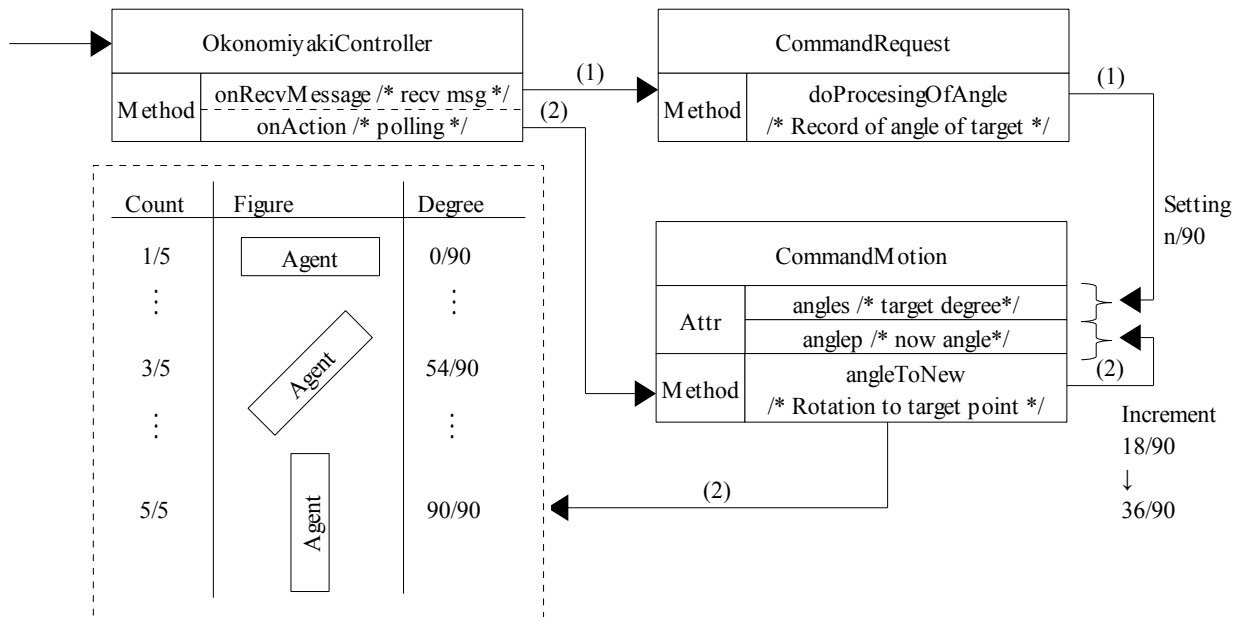 OkonomiyakiController
Method
onRecvMessage /* recv msg */
onAction /* polling */
(1)
(2)
CommandRequest
Method
doProcesingOfAngle
/* Record of angle of target */
(1)
Setting
n/90
CommandMotion
Attr
angles /* target degree*/
anglep /* now angle*/
Method
angleToNew
/* Rotation to target point */
(2)
Increment
18/90
↓
36/90
(2)
Count Figure Degree
1/5 Agent 0/90
⋮ ⋮
3/5 Agent 54/90
⋮ ⋮
5/5 Agent 90/90